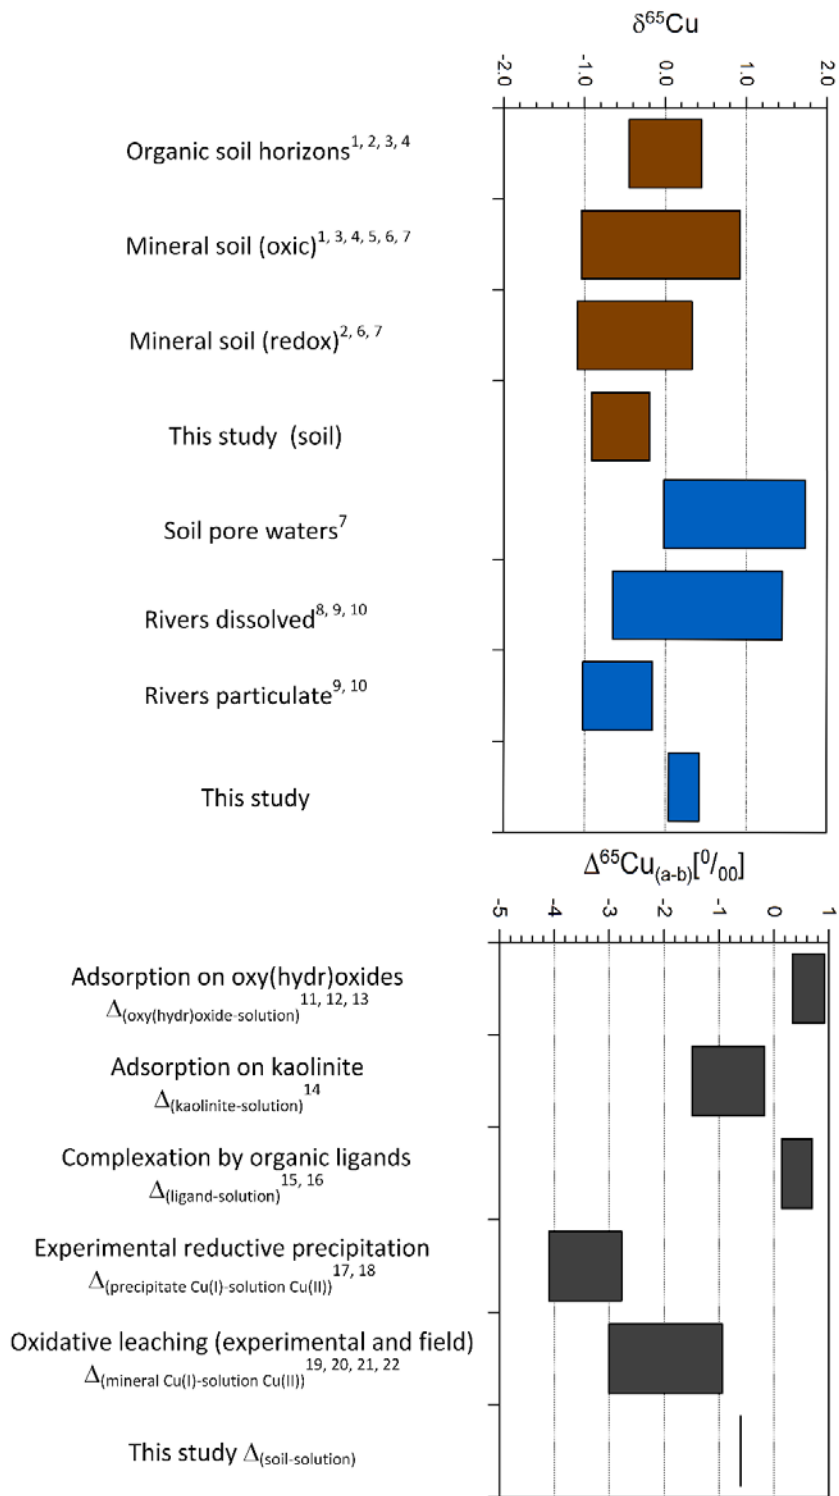 δ⁶⁵Cu
-2.0 -1.0 0.0 1.0 2.0
Organic soil horizons¹, ², ³, ⁴
Mineral soil (oxic)¹, ³, ⁴, ⁵, ⁶, ⁷
Mineral soil (redox)², ⁶, ⁷
This study (soil)
Soil pore waters⁷
Rivers dissolved⁸, ⁹, ¹⁰
Rivers particulate⁹, ¹⁰
This study
Δ⁶⁵Cu(a-b)[⁰/₀₀]
-5 -4 -3 -2 -1 0 1
Adsorption on oxy(hydr)oxides
Δ(oxy(hydr)oxide-solution)¹¹, ¹², ¹³
Adsorption on kaolinite
Δ(kaolinite-solution)¹⁴
Complexation by organic ligands
Δ(ligand-solution)¹⁵, ¹⁶
Experimental reductive precipitation
Δ(precipitate Cu(I)-solution Cu(II))¹⁷, ¹⁸
Oxidative leaching (experimental and field)
Δ(mineral Cu(I)-solution Cu(II))¹⁹, ²⁰, ²¹, ²²
This study Δ(soil-solution)